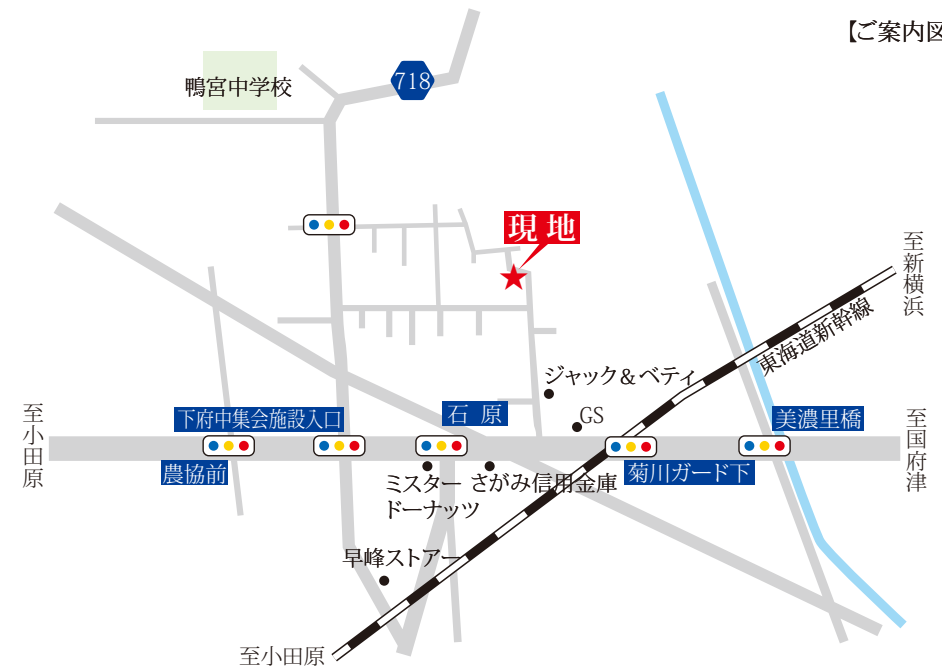 【ご案内図
718
鴨宮中学校
現地
至新横浜
東海道新幹線
ジャック＆ベティ
GS
石原
下府中集会施設入口
美濃里橋
至小田原
至国府津
農協前
菊川ガード下
ミスター
ドーナッツ
さがみ信用金庫
早峰ストアー
至小田原